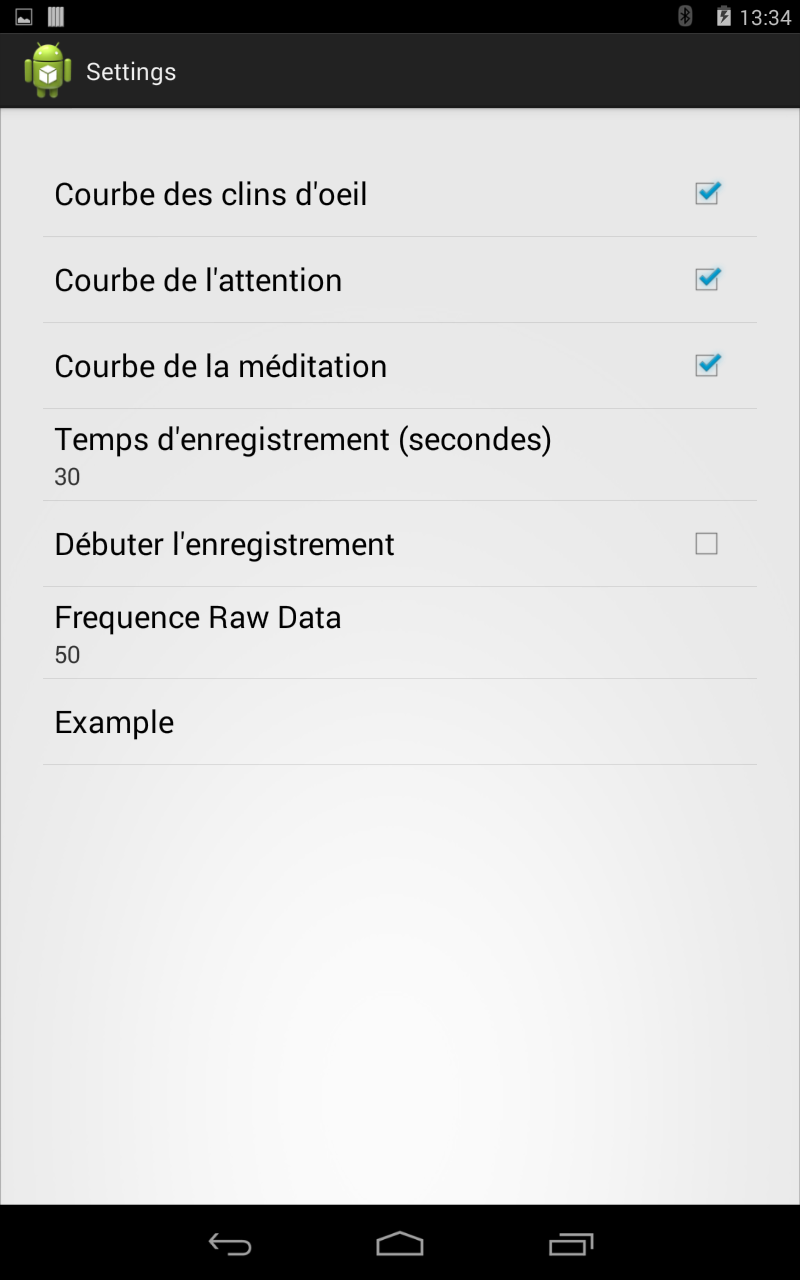 13:34
Settings
Courbe des clins d'oeil
Courbe de l'attention
Courbe de la méditation
Temps d'enregistrement (secondes)
30
Débuter l'enregistrement
Frequence Raw Data
50
Example